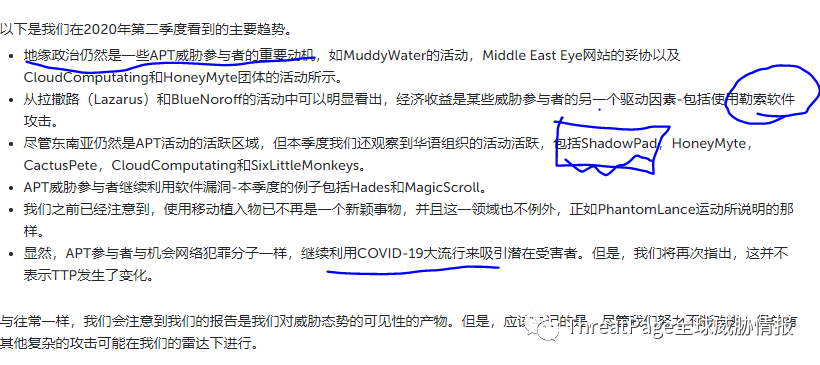 以下是我们在2020年第二季度看到的主要趋势。
• 地缘政治仍然是一些APT威胁参与者的重要动机，如MuddyWater的活动，Middle East Eye网站的妥协以及
CloudComputating和HoneyMyte团体的活动所示。
• 从拉撒路（Lazarus）和BlueNoroff的活动中可以明显看出，经济收益是某些威胁参与者的另一个驱动因素-包括使用勒索软件
攻击。
• 尽管东南亚仍然是APT活动的活跃区域，但本季度我们还观察到华语组织的活动活跃，包括ShadowPad，HoneyMyte，
CactusPete，CloudComputating和SixLittleMonkeys。
• APT威胁参与者继续利用软件漏洞-本季度的例子包括Hades和MagicScroll。
• 我们之前已经注意到，使用移动植入物已不再是一个新颖事物，并且这一领域也不例外，正如PhantomLance运动所说明的那
样。
• 显然，APT参与者与机会网络犯罪分子一样，继续利用COVID-19大流行来吸引潜在受害者。但是，我们将再次指出，这并不
表示TTP发生了变化。
与往常一样，我们会注意到我们的报告是我们对威胁态势的可见性的产物。但是，应该 记的是，尽管我们努力不断 有
其他复杂的攻击可能在我们的雷达下进行。
ThreatPage全球威胁情报